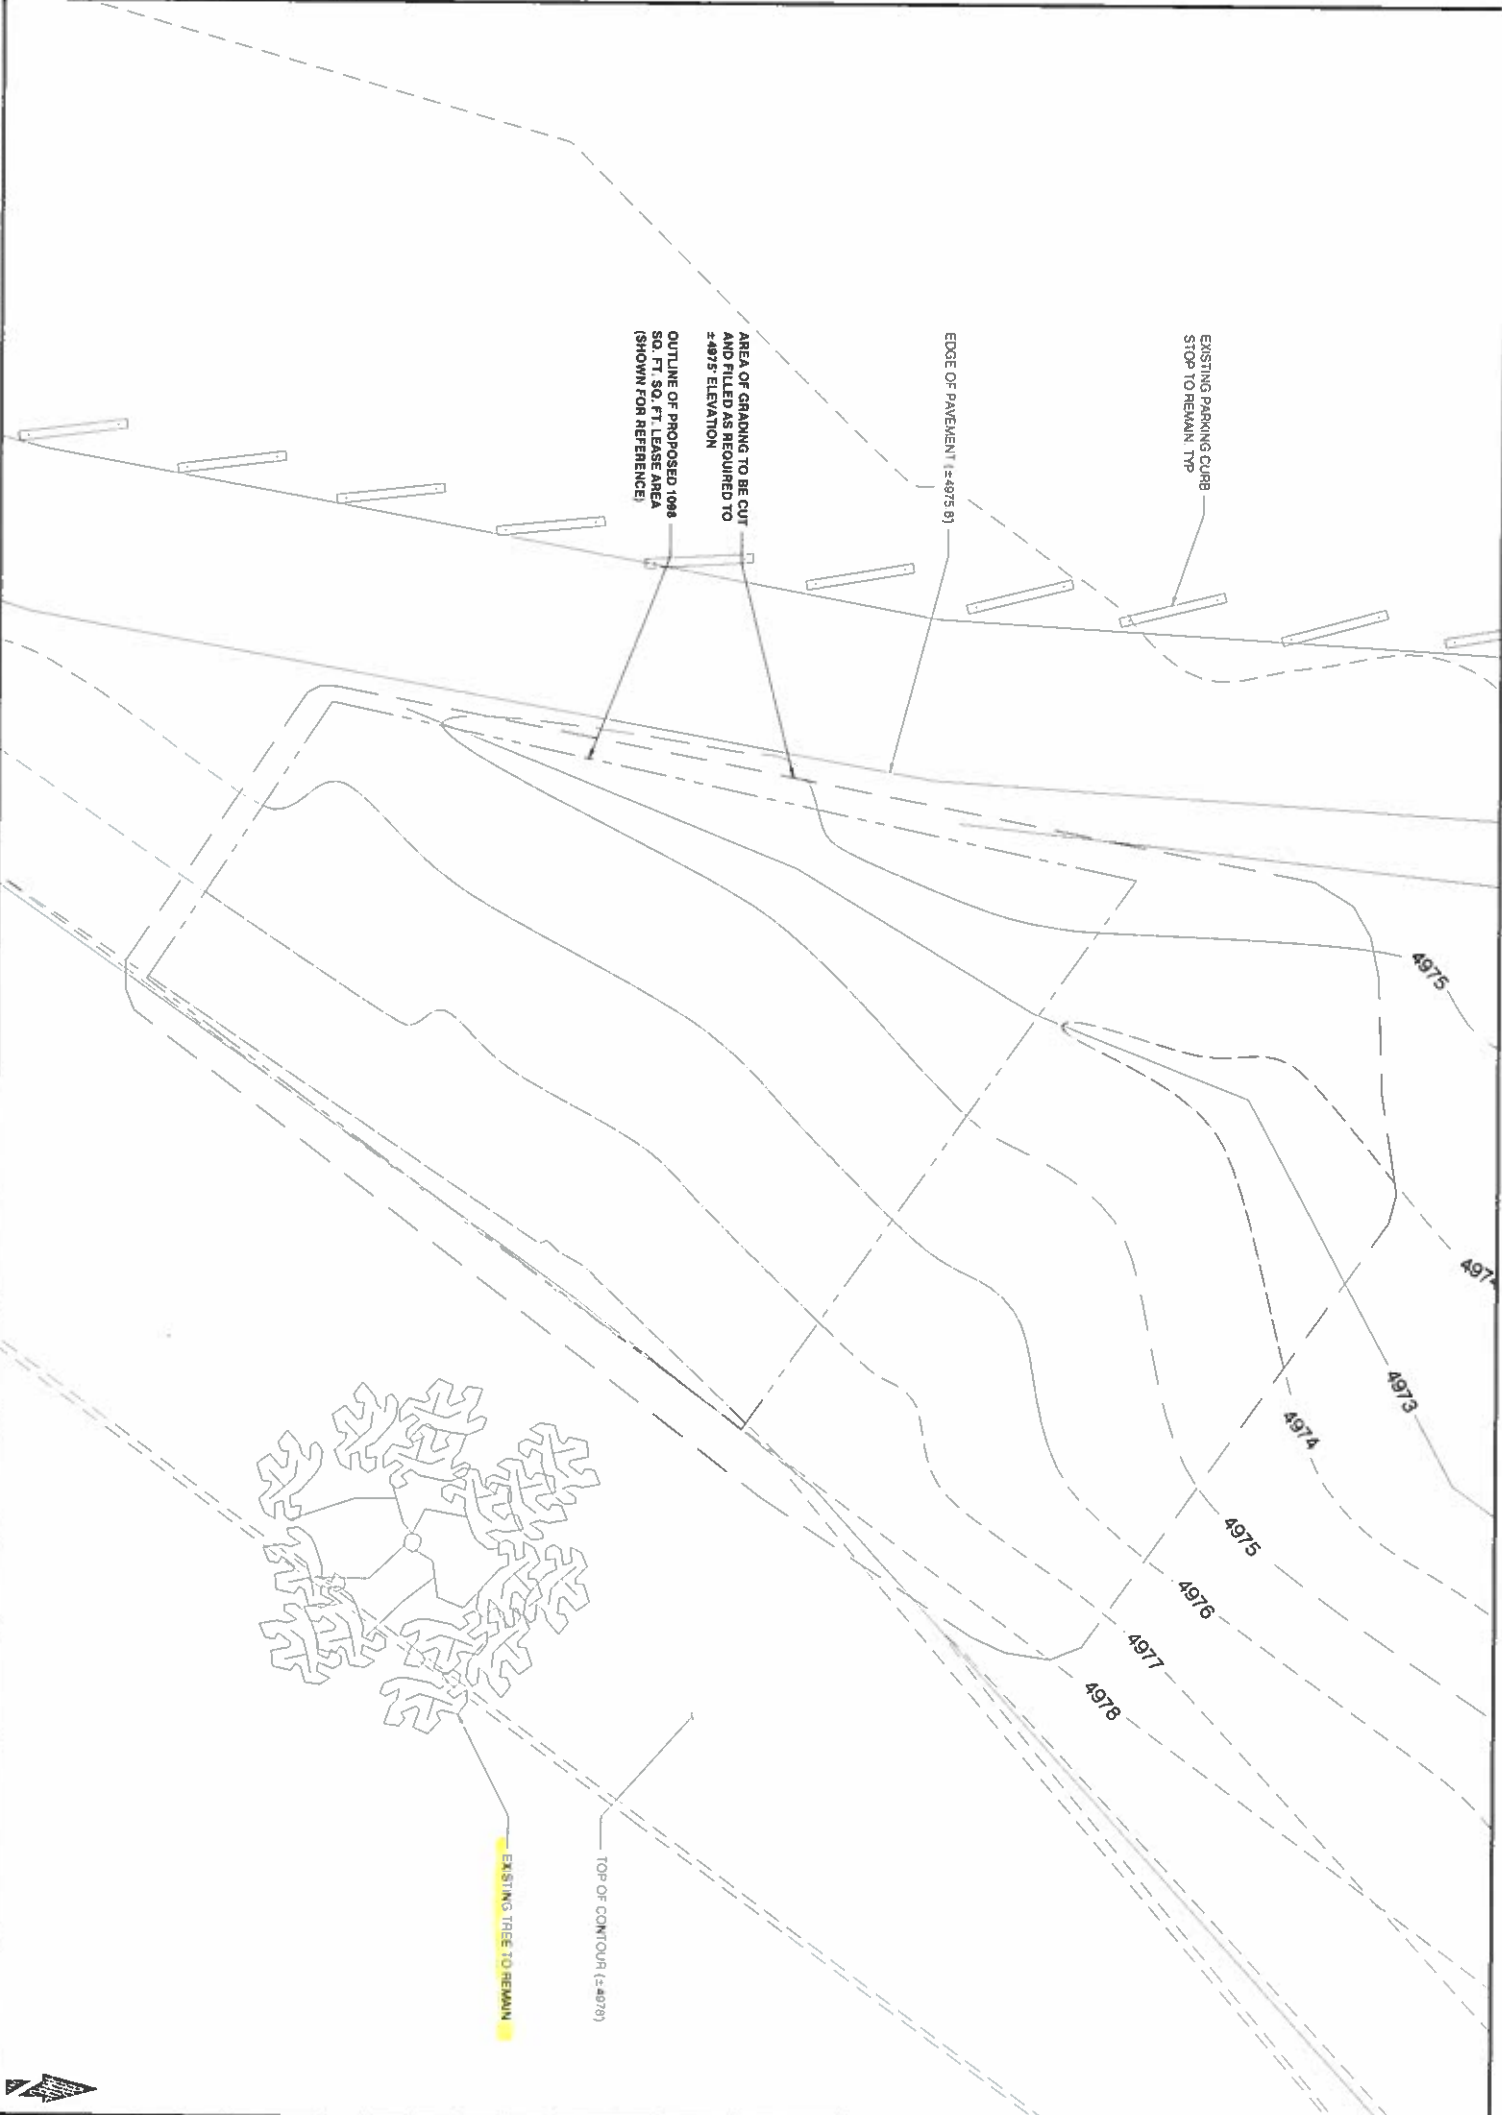 EXISTING PARKING CURB
STOP TO REMAIN. TYP
EDGE OF PAVEMENT (±4975.8')
AREA OF GRADING TO BE CUT
AND FILLED AS REQUIRED TO
±4975' ELEVATION
OUTLINE OF PROPOSED 1098
SQ. FT. SQ. FT. LEASE AREA
(SHOWN FOR REFERENCE)
4975
4974
4973
4974
4975
4976
4977
4978
TOP OF CONTOUR (±4978')
EXISTING TREE TO REMAIN